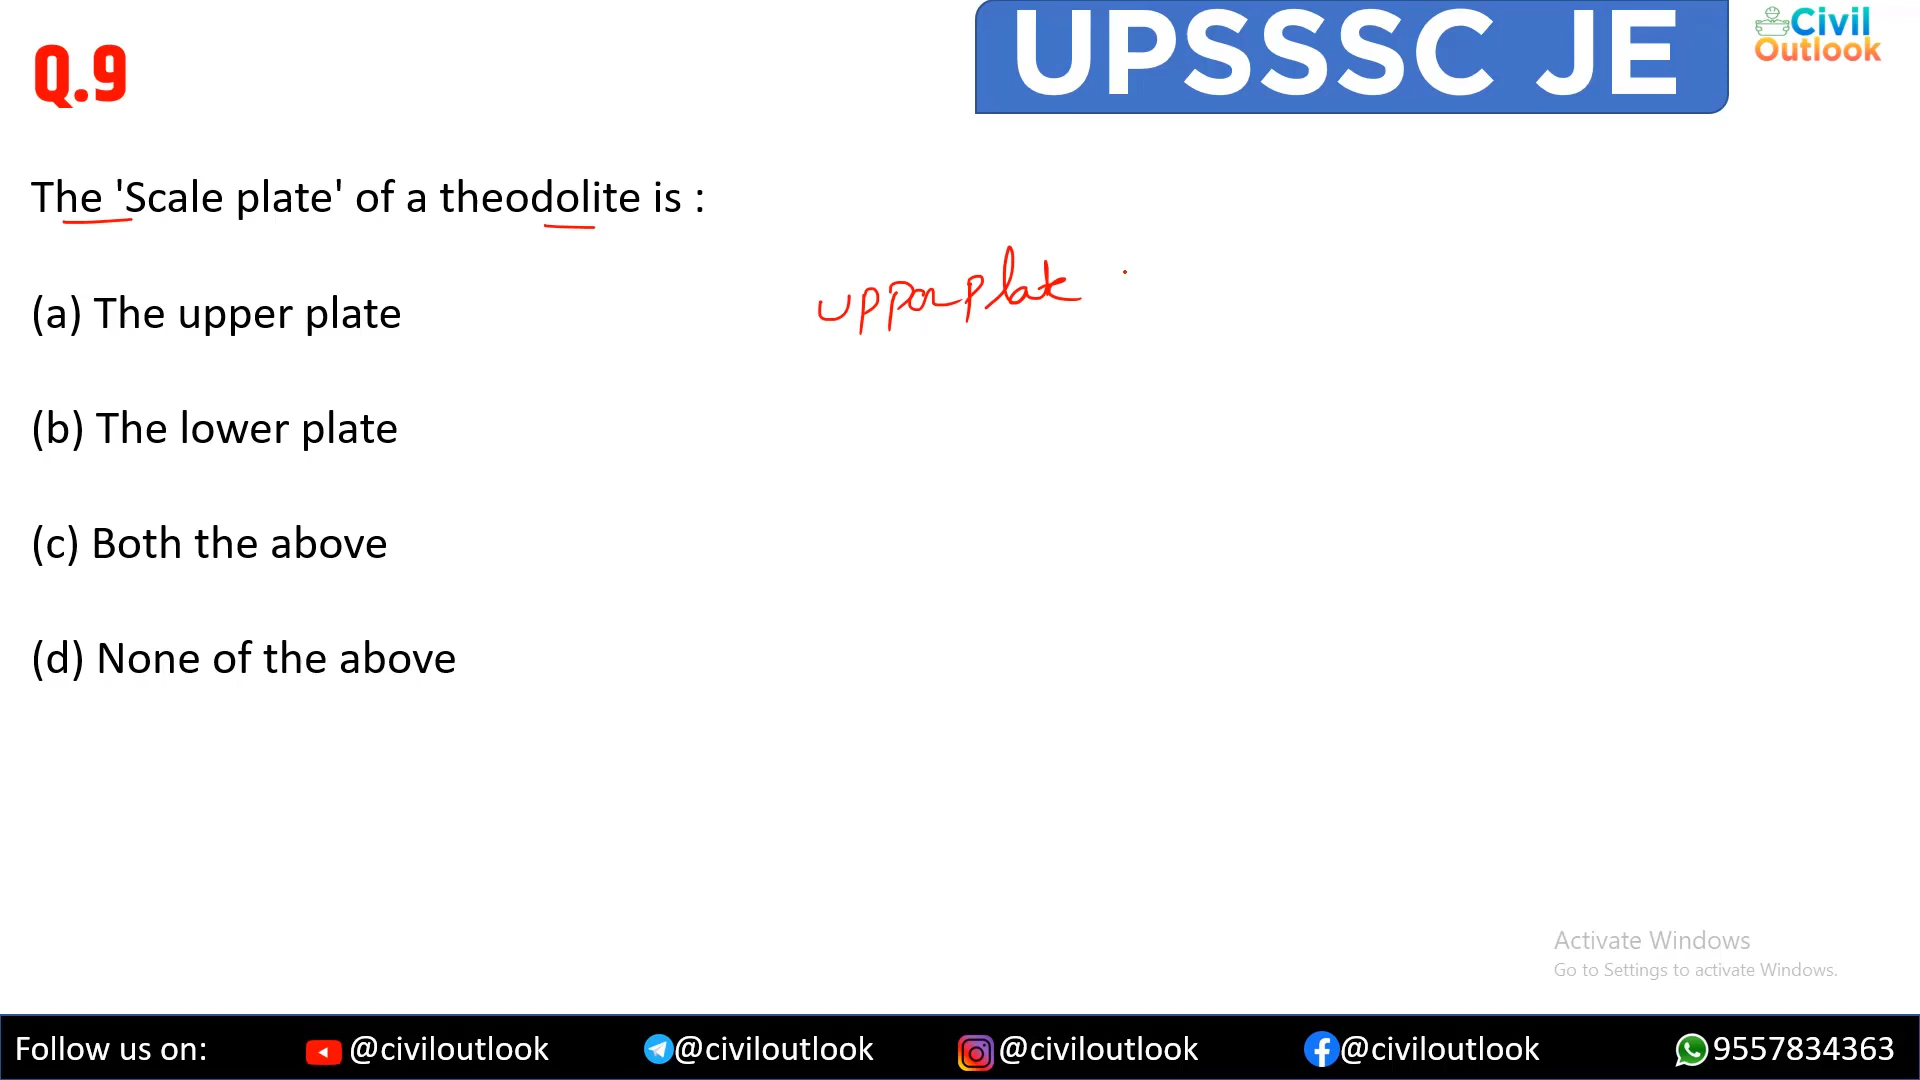 UPSSSC JE
Civil
Outlook
Q.9
The 'Scale plate' of a theodolite is :
upper plate
(a) The upper plate
(b) The lower plate
(c) Both the above
(d) None of the above
Activate Windows
Go to Settings to activate Windows.
Follow us on: @civiloutlook @civiloutlook @civiloutlook @civiloutlook 9557834363